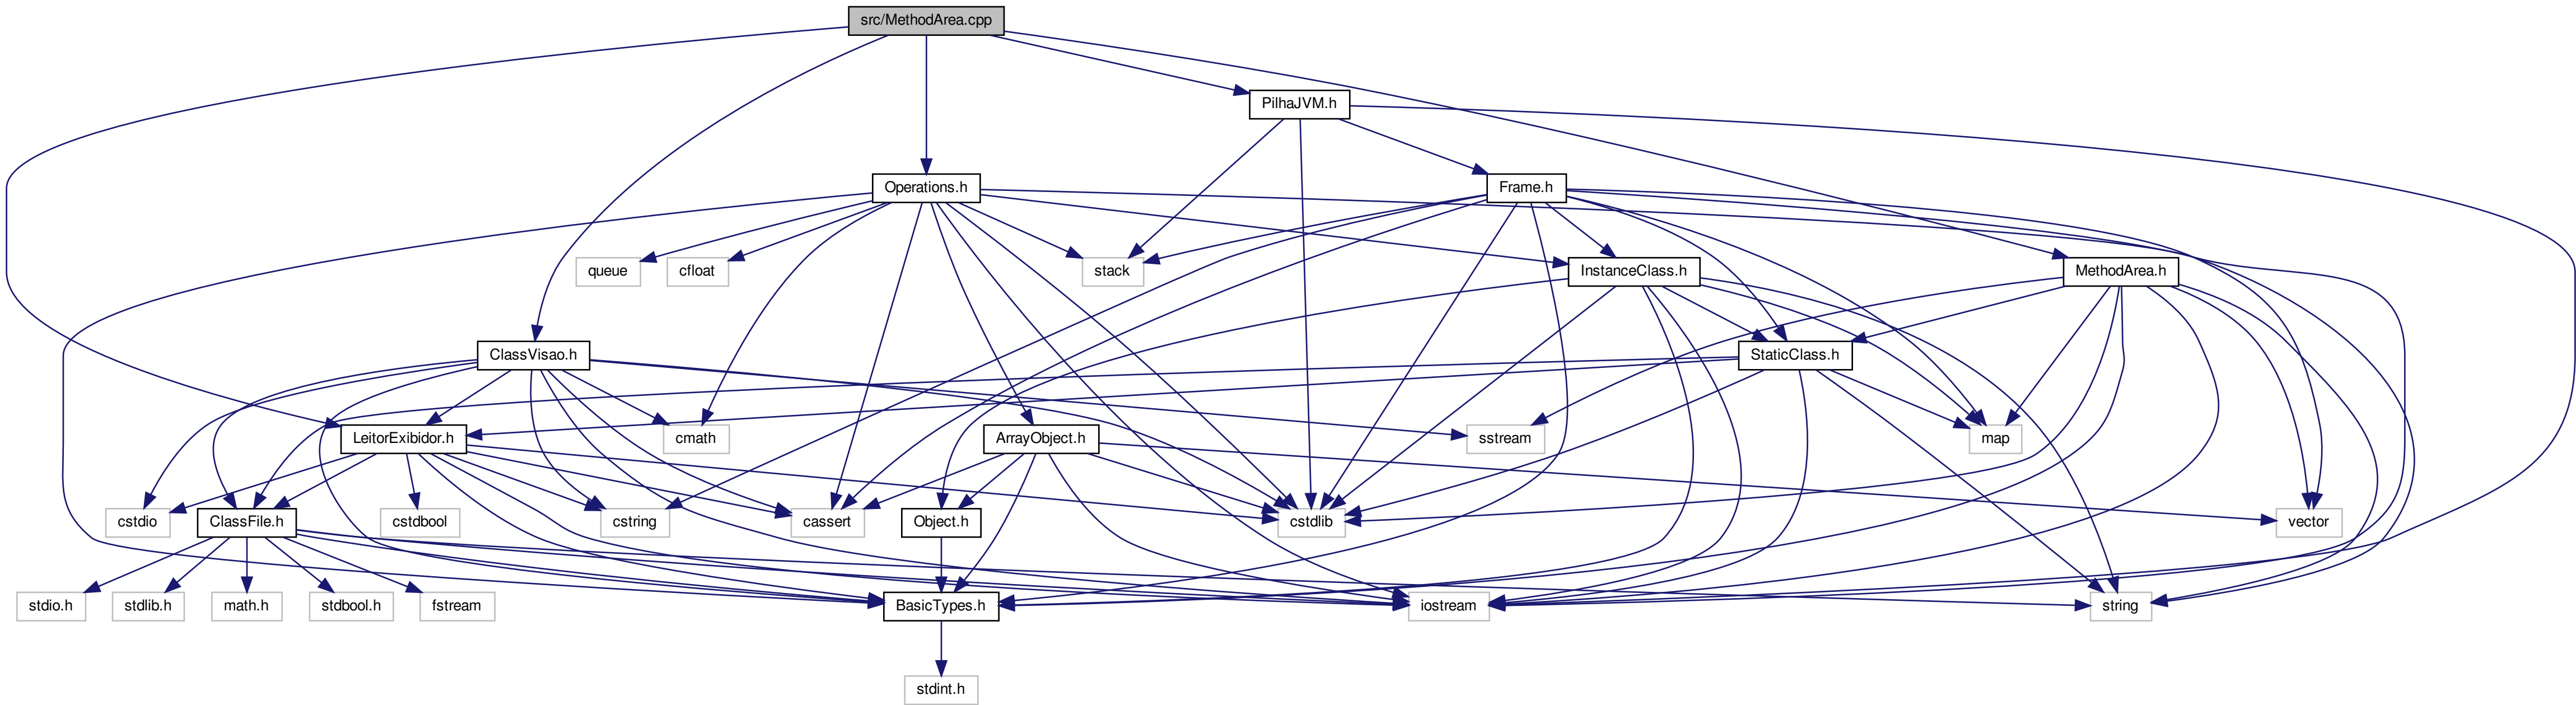 src/MethodArea.cpp
PilhaJVM.h
Operations.h
Frame.h
queue
cfloat
stack
InstanceClass.h
MethodArea.h
ClassVisao.h
StaticClass.h
LeitorExibidor.h
cmath
ArrayObject.h
sstream
map
cstdio
ClassFile.h
cstdbool
cstring
cassert
Object.h
cstdlib
vector
stdio.h
stdlib.h
math.h
stdbool.h
fstream
BasicTypes.h
iostream
string
stdint.h